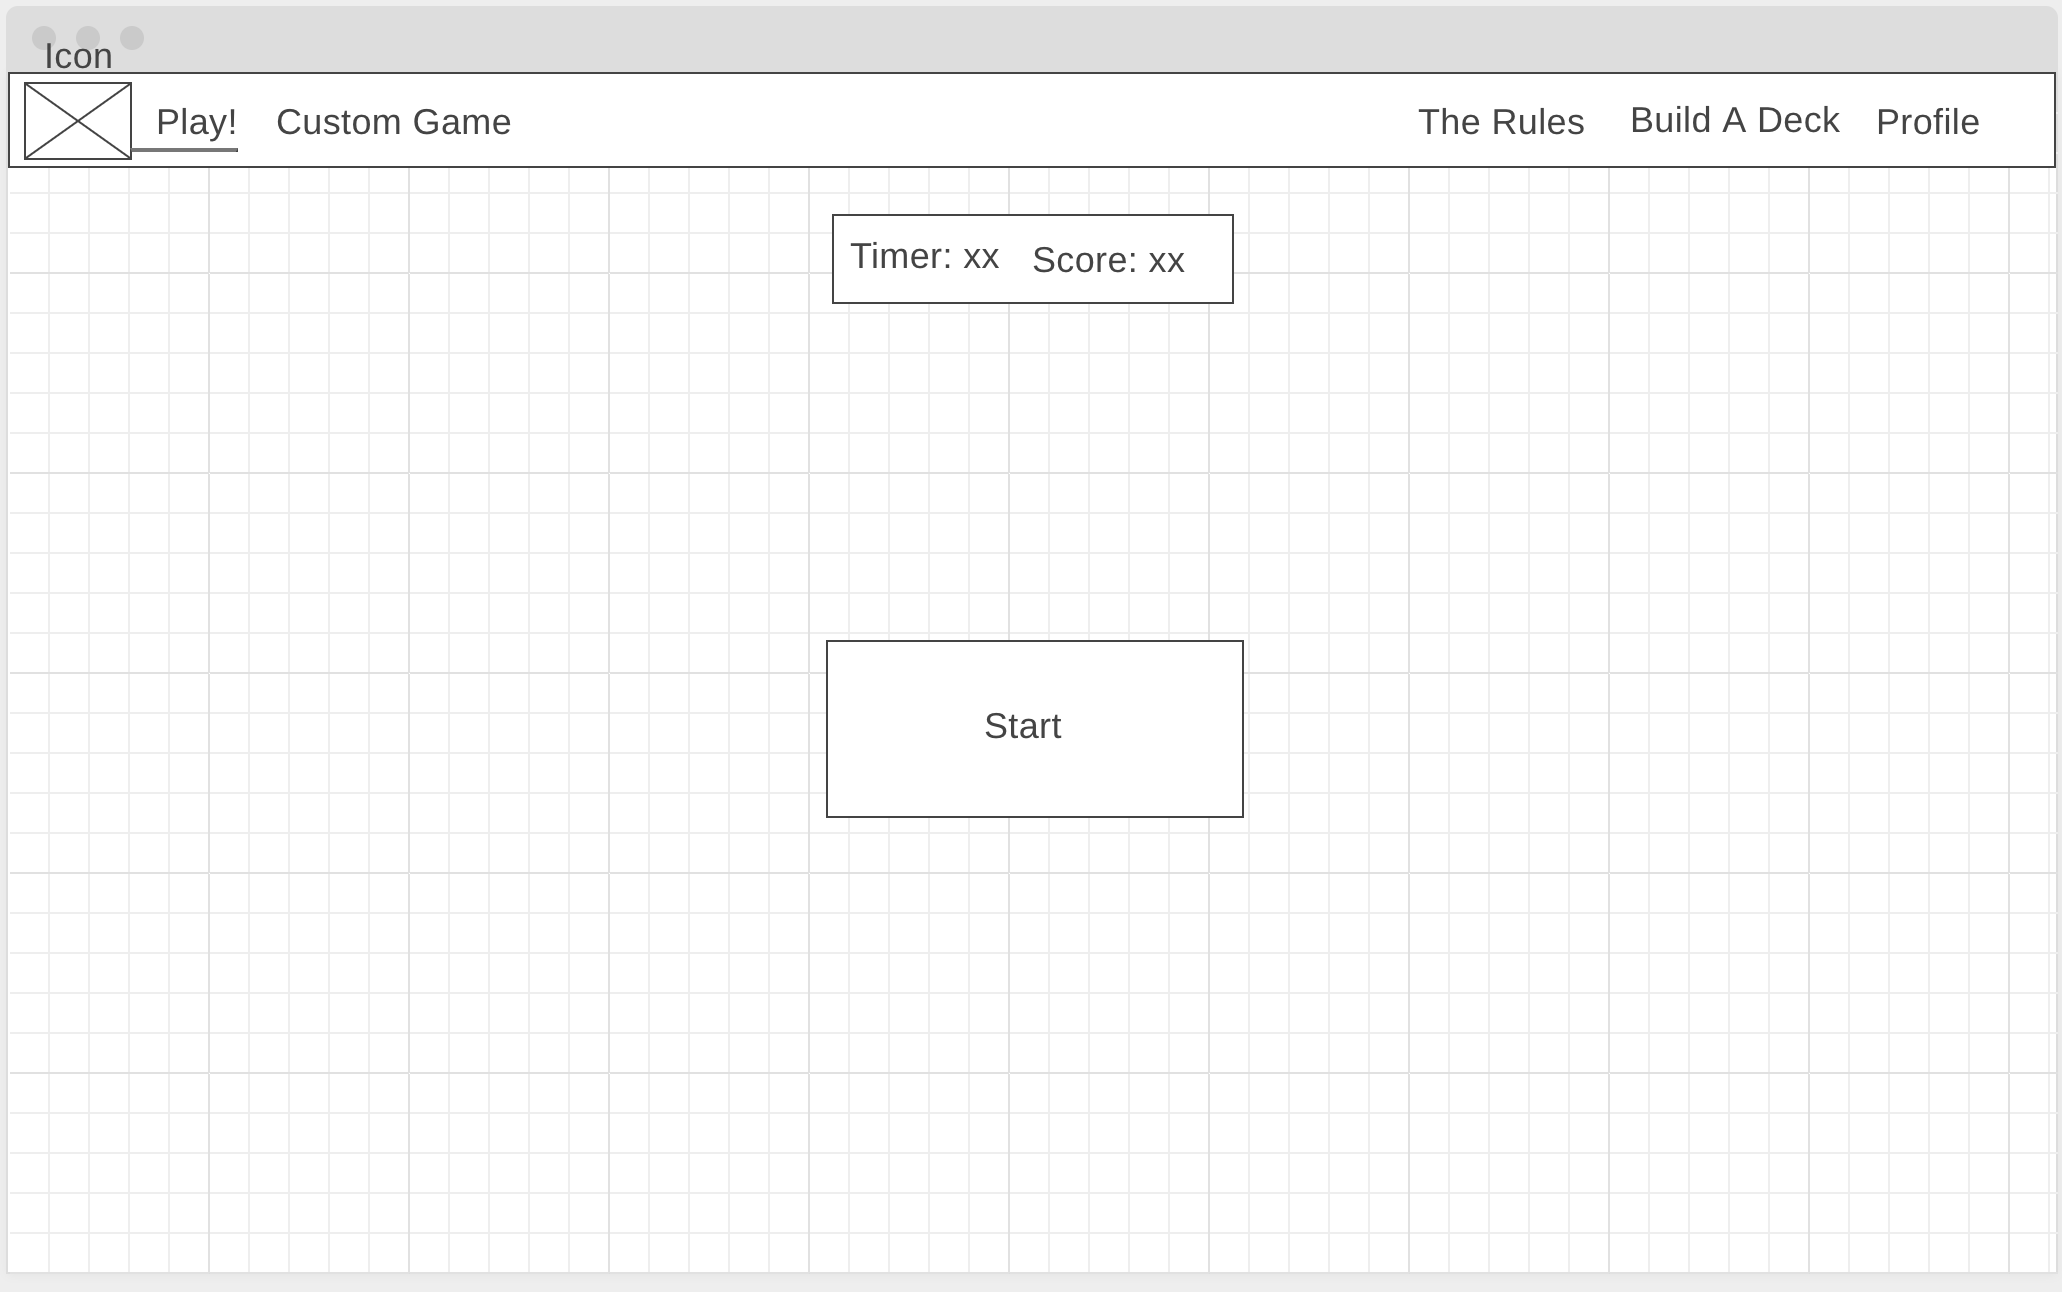 Icon
Play! Custom Game The Rules Build A Deck Profile
Timer: xx Score: xx
Start